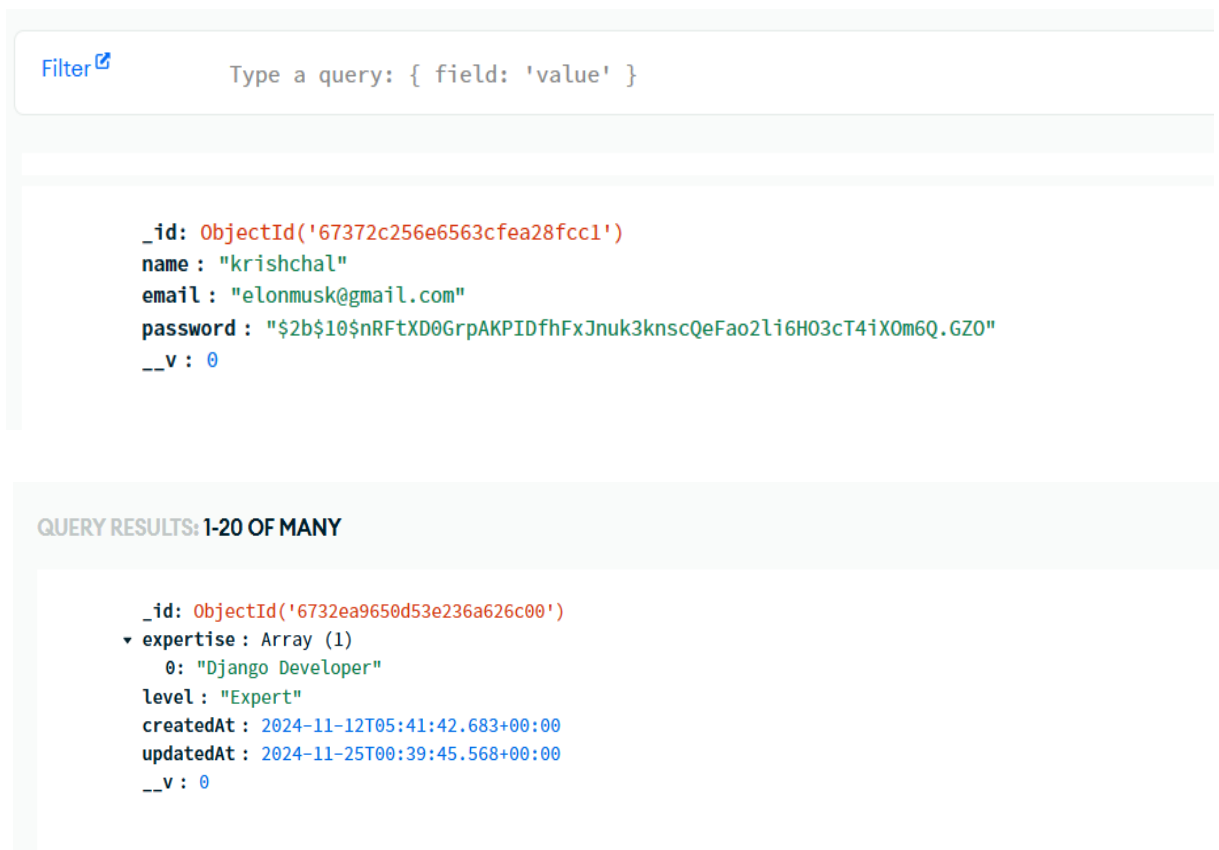 Filter
Type a query: { field: 'value' }
_id: ObjectId('67372c256e6563cfea28fcc1')
name : "krishchal"
email : "elonmusk@gmail.com"
password : "$2b$10$nRFtXD0GrpAKPIDfhFxJnuk3knscQeFao2li6HO3cT4iXOm6Q.GZO"
__v : 0
QUERY RESULTS: 1-20 OF MANY
_id: ObjectId('6732ea9650d53e236a626c00')
expertise : Array (1)
0: "Django Developer"
level : "Expert"
createdAt : 2024-11-12T05:41:42.683+00:00
updatedAt : 2024-11-25T00:39:45.568+00:00
__v : 0